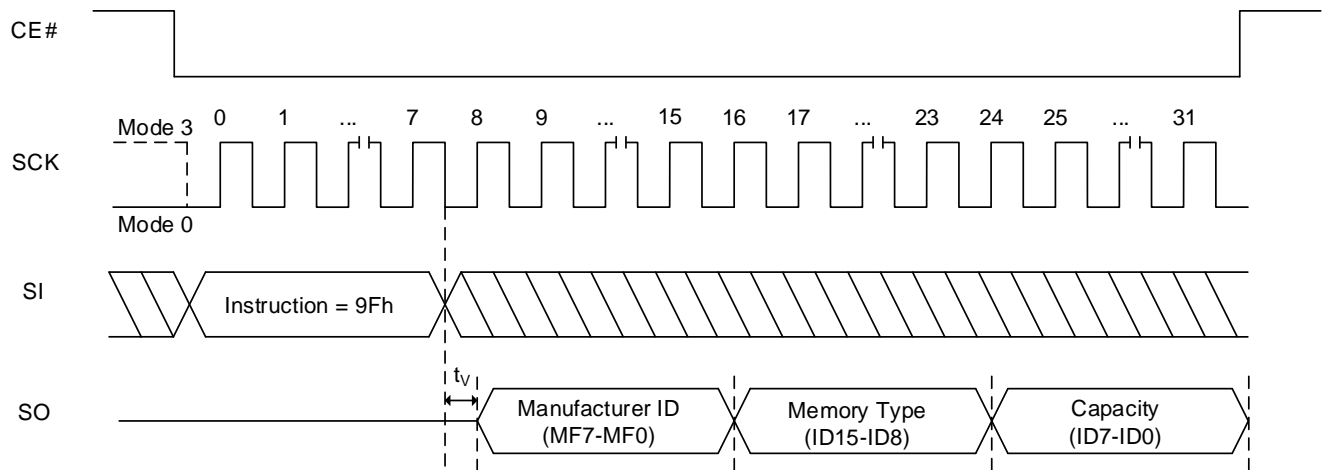 CE#
0 1 ... 7 8 9 ... 15 16 17 ... 23 24 25 ... 31
Mode 3
SCK
Mode 0
SI
Instruction = 9Fh
tV
SO
Manufacturer ID
(MF7-MF0)
Memory Type
(ID15-ID8)
Capacity
(ID7-ID0)